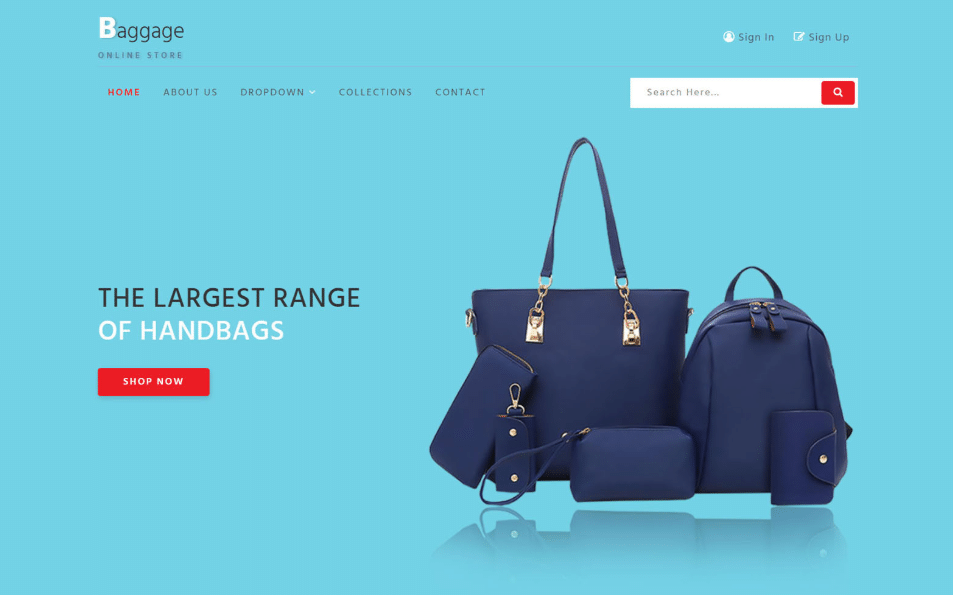 Baggage
ONLINE STORE
Sign In
Sign Up
HOME
ABOUT US
DROPDOWN
COLLECTIONS
CONTACT
Search Here...
THE LARGEST RANGE
OF HANDBAGS
SHOP NOW